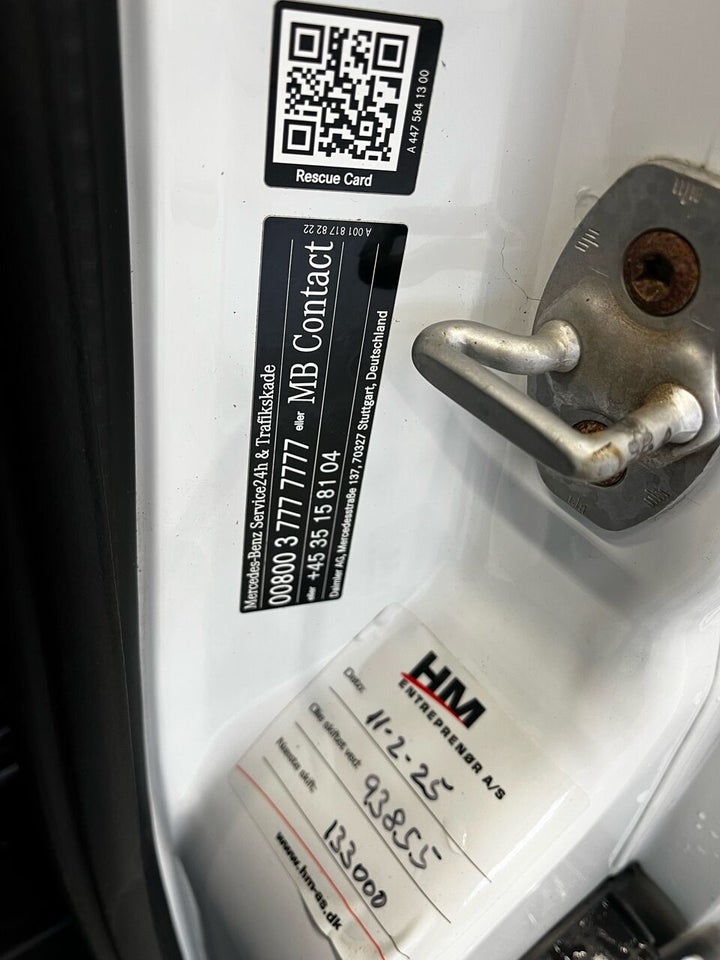 Rescue Card
A 447 584 13 00
A 001 817 82 22
Mercedes-Benz Service24h & Trafikskade
00800 3 777 7777 eller MB Contact
eller +45 35 15 81 04
Daimler AG, Mercedesstraße 137, 70327 Stuttgart, Deutschland
HM
ENTREPRENØR A/S
Dato: 11-2-25
Olie skiftet ved: 93855
Næste skift: 133000
www.hm-as.dk